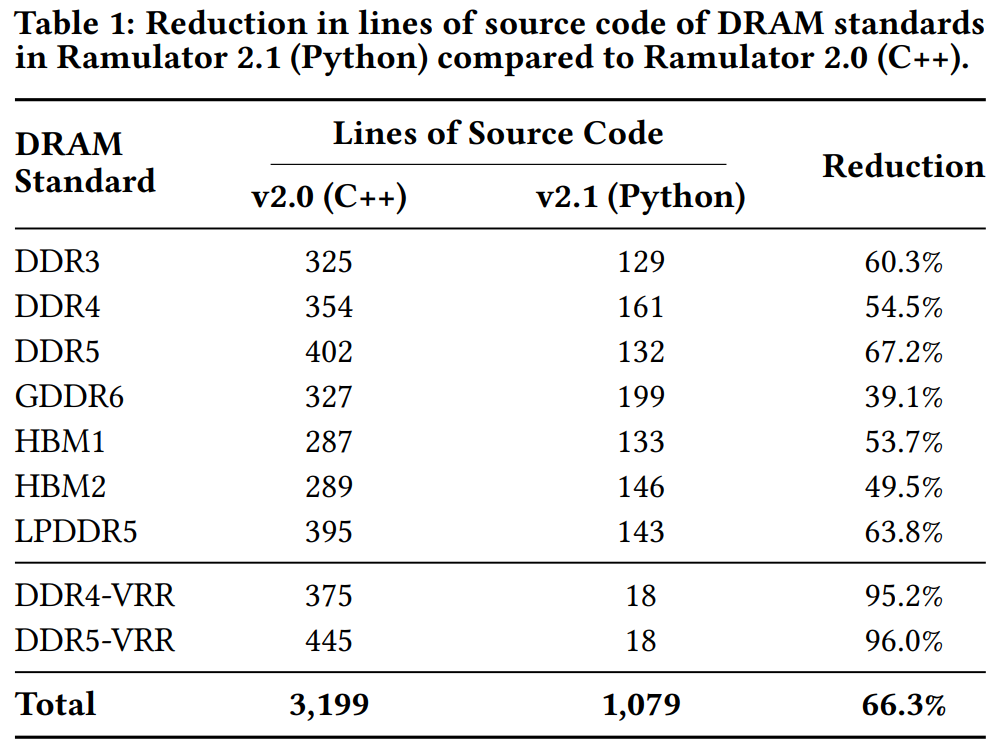 Table 1: Reduction in lines of source code of DRAM standards
in Ramulator 2.1 (Python) compared to Ramulator 2.0 (C++).
DRAM Standard Lines of Source Code Reduction
v2.0 (C++) v2.1 (Python)
DDR3 325 129 60.3%
DDR4 354 161 54.5%
DDR5 402 132 67.2%
GDDR6 327 199 39.1%
HBM1 287 133 53.7%
HBM2 289 146 49.5%
LPDDR5 395 143 63.8%
DDR4-VRR 375 18 95.2%
DDR5-VRR 445 18 96.0%
Total 3,199 1,079 66.3%